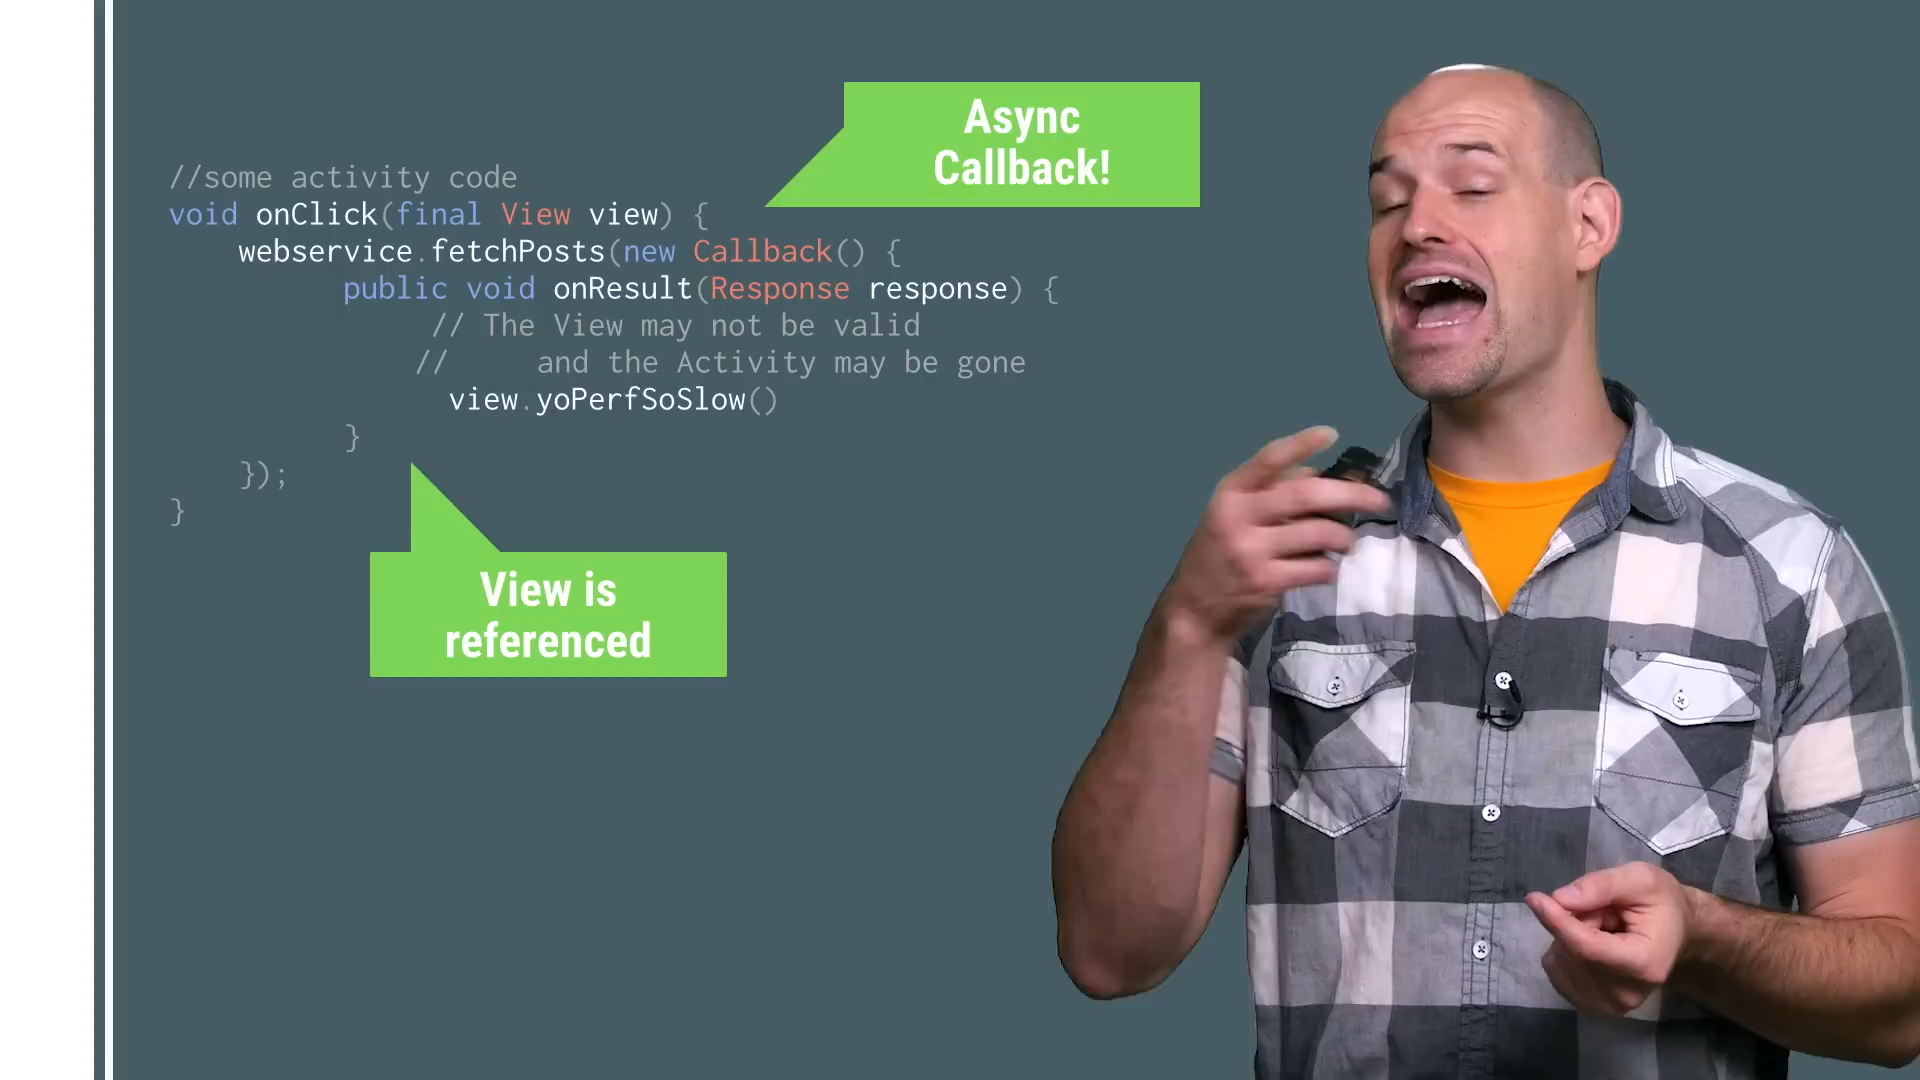 Async
Callback!
//some activity code
void onClick(final View view) {
webservice.fetchPosts(new Callback() {
public void onResult(Response response) {
// The View may not be valid
// and the Activity may be gone
view.yoPerfSoSlow()
}
});
}
View is
referenced